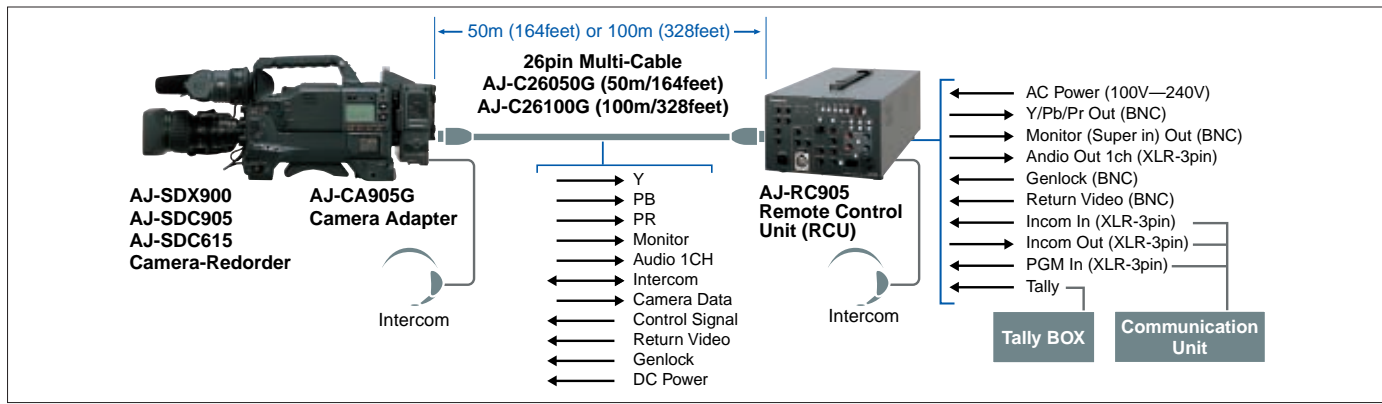 50m (164feet) or 100m (328feet)
26pin Multi-Cable
AJ-C26050G (50m/164feet)
AJ-C26100G (100m/328feet)
AJ-SDX900
AJ-SDC905
AJ-SDC615
Camera-Redorder
AJ-CA905G
Camera Adapter
Intercom
Y
PB
PR
Monitor
Audio 1CH
Intercom
Camera Data
Control Signal
Return Video
Genlock
DC Power
AJ-RC905
Remote Control
Unit (RCU)
Intercom
AC Power (100V—240V)
Y/Pb/Pr Out (BNC)
Monitor (Super in) Out (BNC)
Andio Out 1ch (XLR-3pin)
Genlock (BNC)
Return Video (BNC)
Incom In (XLR-3pin)
Incom Out (XLR-3pin)
PGM In (XLR-3pin)
Tally
Tally BOX
Communication
Unit